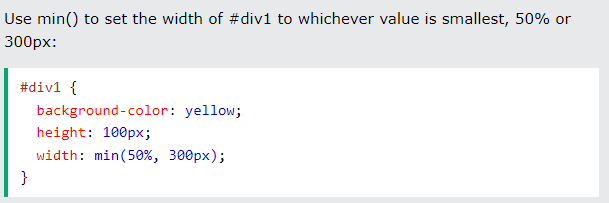 Use min() to set the width of #div1 to whichever value is smallest, 50% or
300px:
#div1 {
  background-color: yellow;
  height: 100px;
  width: min(50%, 300px);
}